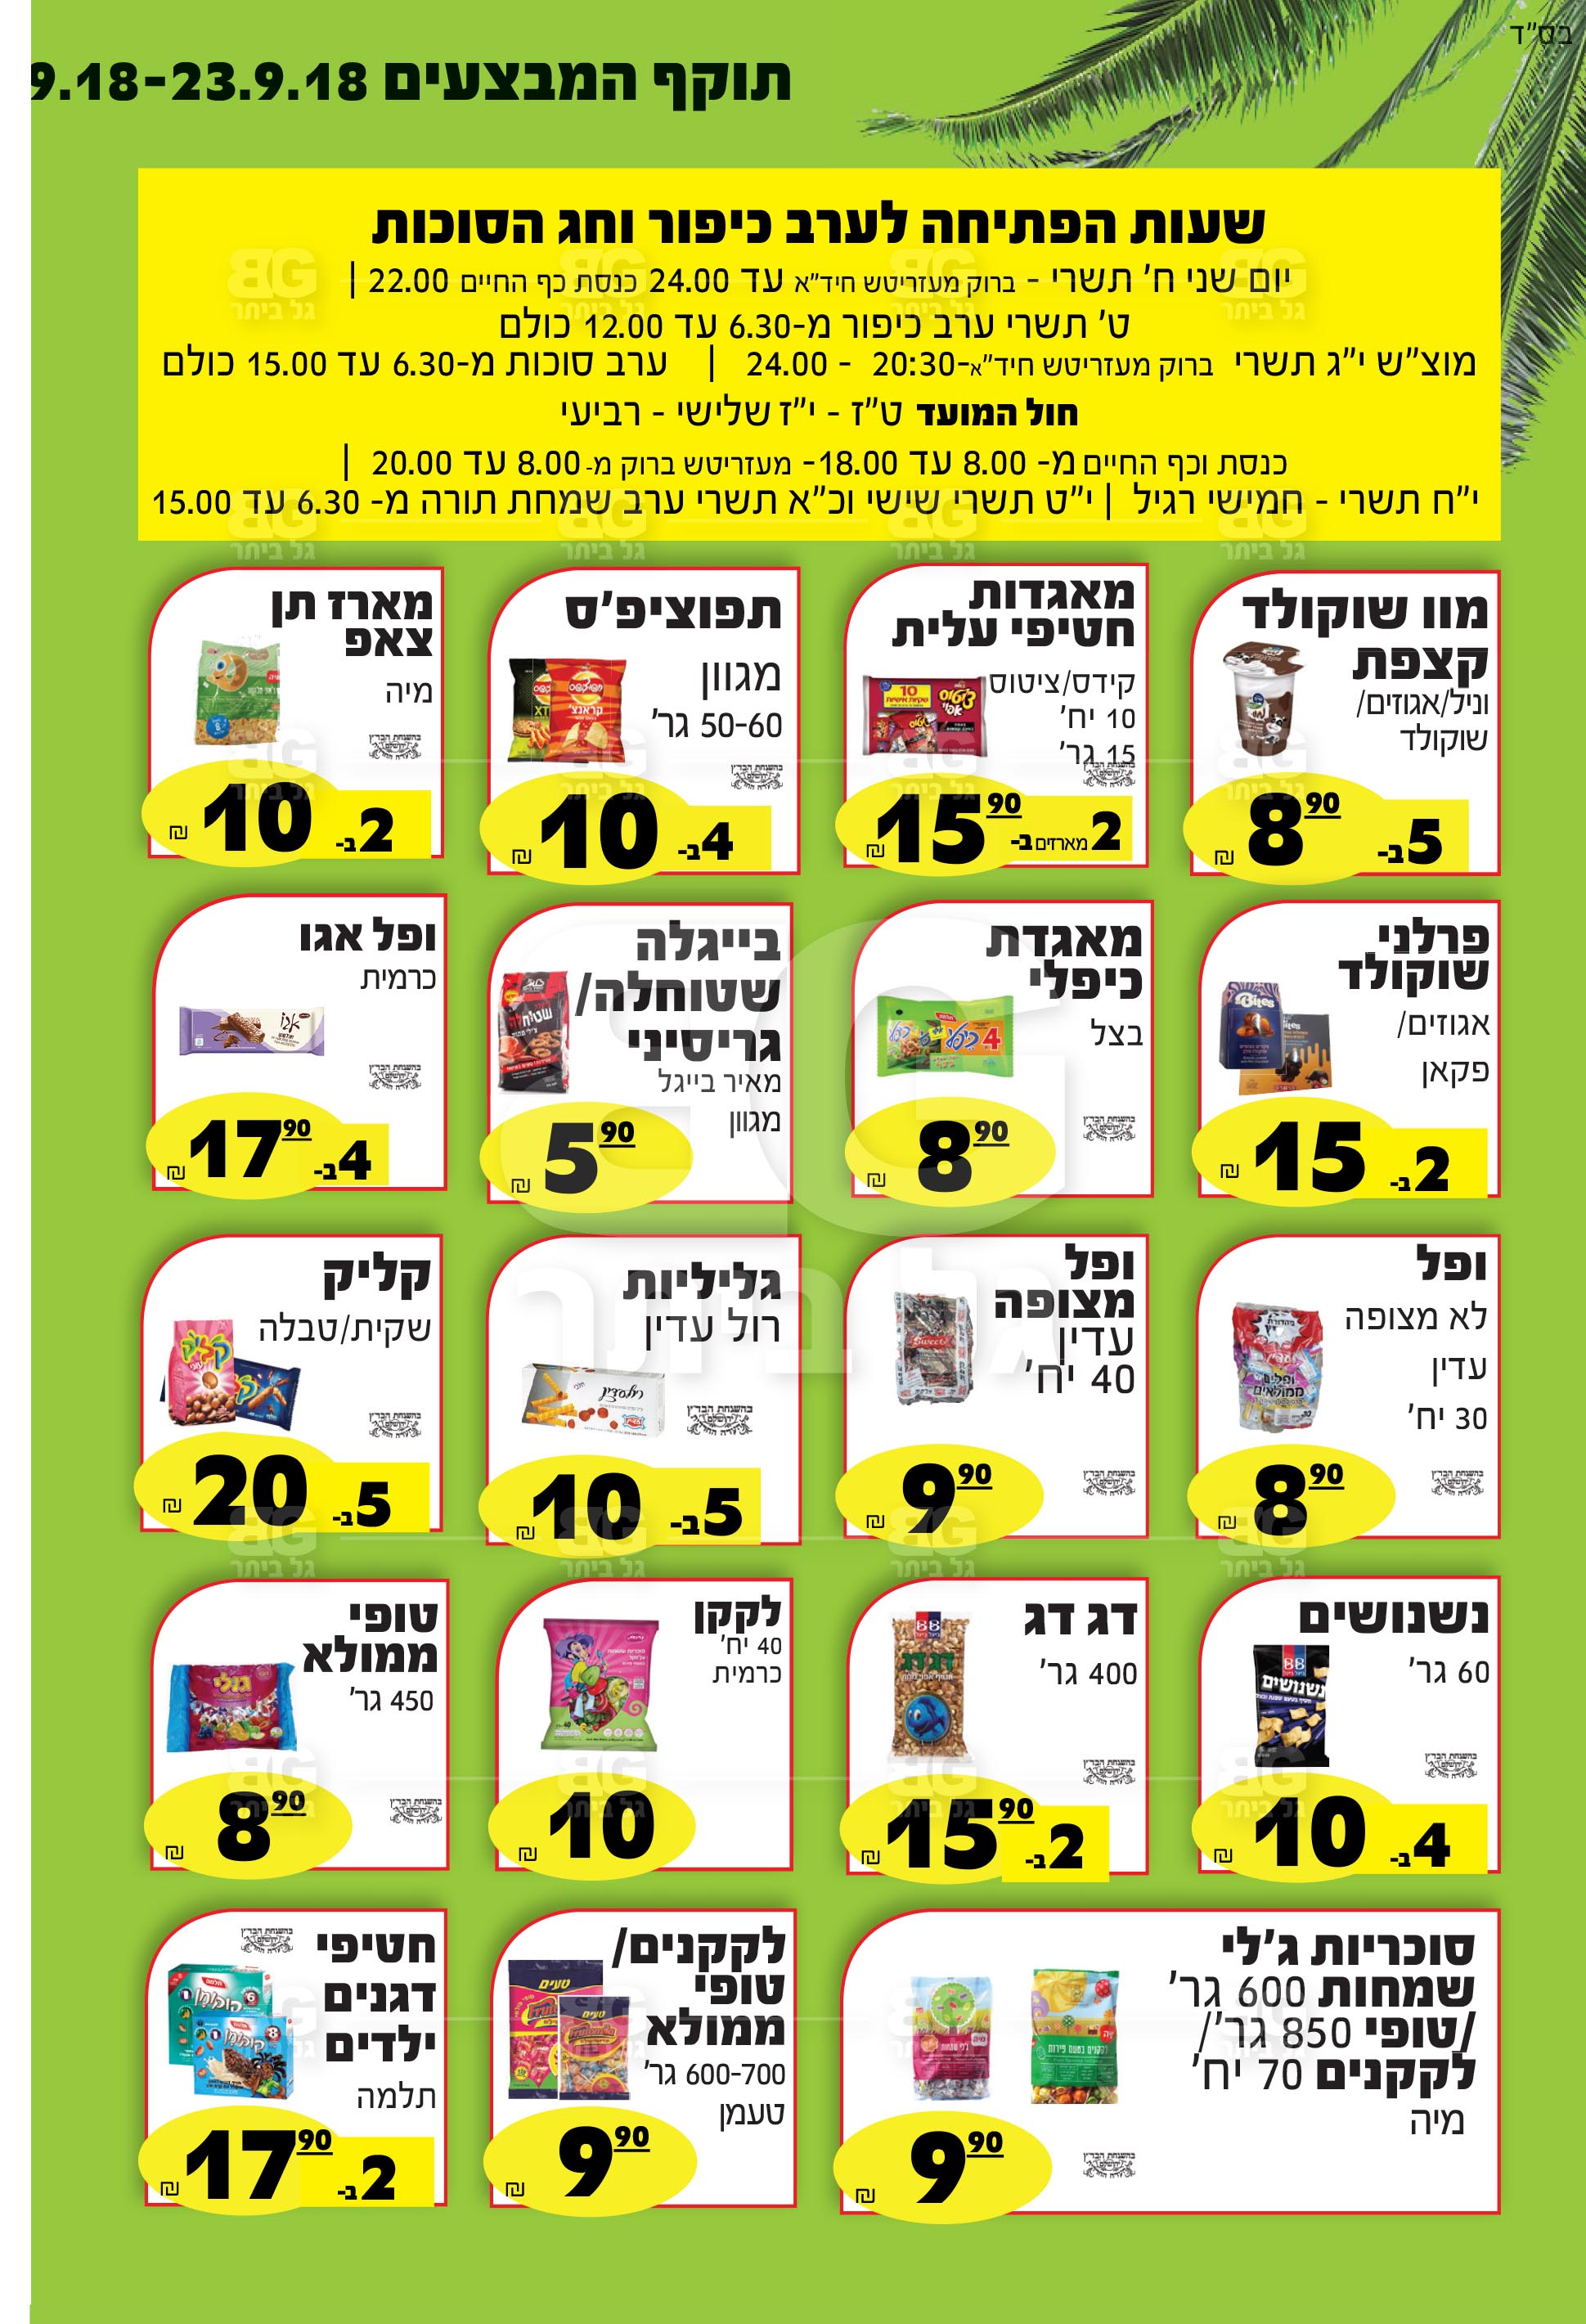 בס"ד
תוקף המבצעים 9.18-23.9.18
שעות הפתיחה לערב כיפור וחג הסוכות
יום שני ח' תשרי - ברוק מעזריטש חיד"א עד 24.00 כנסת כף החיים 22.00 |
ט' תשרי ערב כיפור מ-6.30 עד 12.00 כולם
מוצ"ש י"ג תשרי ברוק מעזריטש חיד"א-20:30 - 24.00 | ערב סוכות מ-6.30 עד 15.00 כולם
חול המועד ט"ז - י"ז שלישי - רביעי
כנסת וכף החיים מ- 8.00 עד 18.00- מעזריטש ברוק מ-8.00 עד 20.00 |
י"ח תשרי - חמישי רגיל | י"ט תשרי שישי וכ"א תשרי ערב שמחת תורה מ- 6.30 עד 15.00
מוו שוקולד
קצפת
וניל/אגוזים/
שוקולד
5 ב-
8.90 ₪
מאגדות
חטיפי עלית
קידס/ציטוס
10 יח'
15 גר'
2 מארזים ב-
15.90 ₪
תפוציפ'ס
מגוון
50-60 גר'
4 ב-
10 ₪
מארז תן
צאפ
מיה
2 ב-
10 ₪
פרלני
שוקולד
אגוזים/
פקאן
2 ב-
15 ₪
מאגדת
כיפלי
בצל
8.90 ₪
בייגלה
שטוחלה/
גריסיני
מאיר בייגל
מגוון
5.90 ₪
ופל אגו
כרמית
4 ב-
17.90 ₪
ופל
לא מצופה
עדין
30 יח'
8.90 ₪
ופל
מצופה
עדין
40 יח'
9.90 ₪
גליליות
רול עדין
5 ב-
10 ₪
קליק
שקית/טבלה
5 ב-
20 ₪
נשנושים
60 גר'
4 ב-
10 ₪
דג דג
400 גר'
2 ב-
15.90 ₪
לקקן
40 יח'
כרמית
10 ₪
טופי
ממולא
450 גר'
8.90 ₪
סוכריות ג'לי
שמחות 600 גר'
/טופי 850 גר'/
לקקנים 70 יח'
מיה
9.90 ₪
לקקנים/
טופי
ממולא
600-700 גר'
טעמן
9.90 ₪
חטיפי
דגנים
ילדים
תלמה
2 ב-
17.90 ₪
BG
גל ביתר